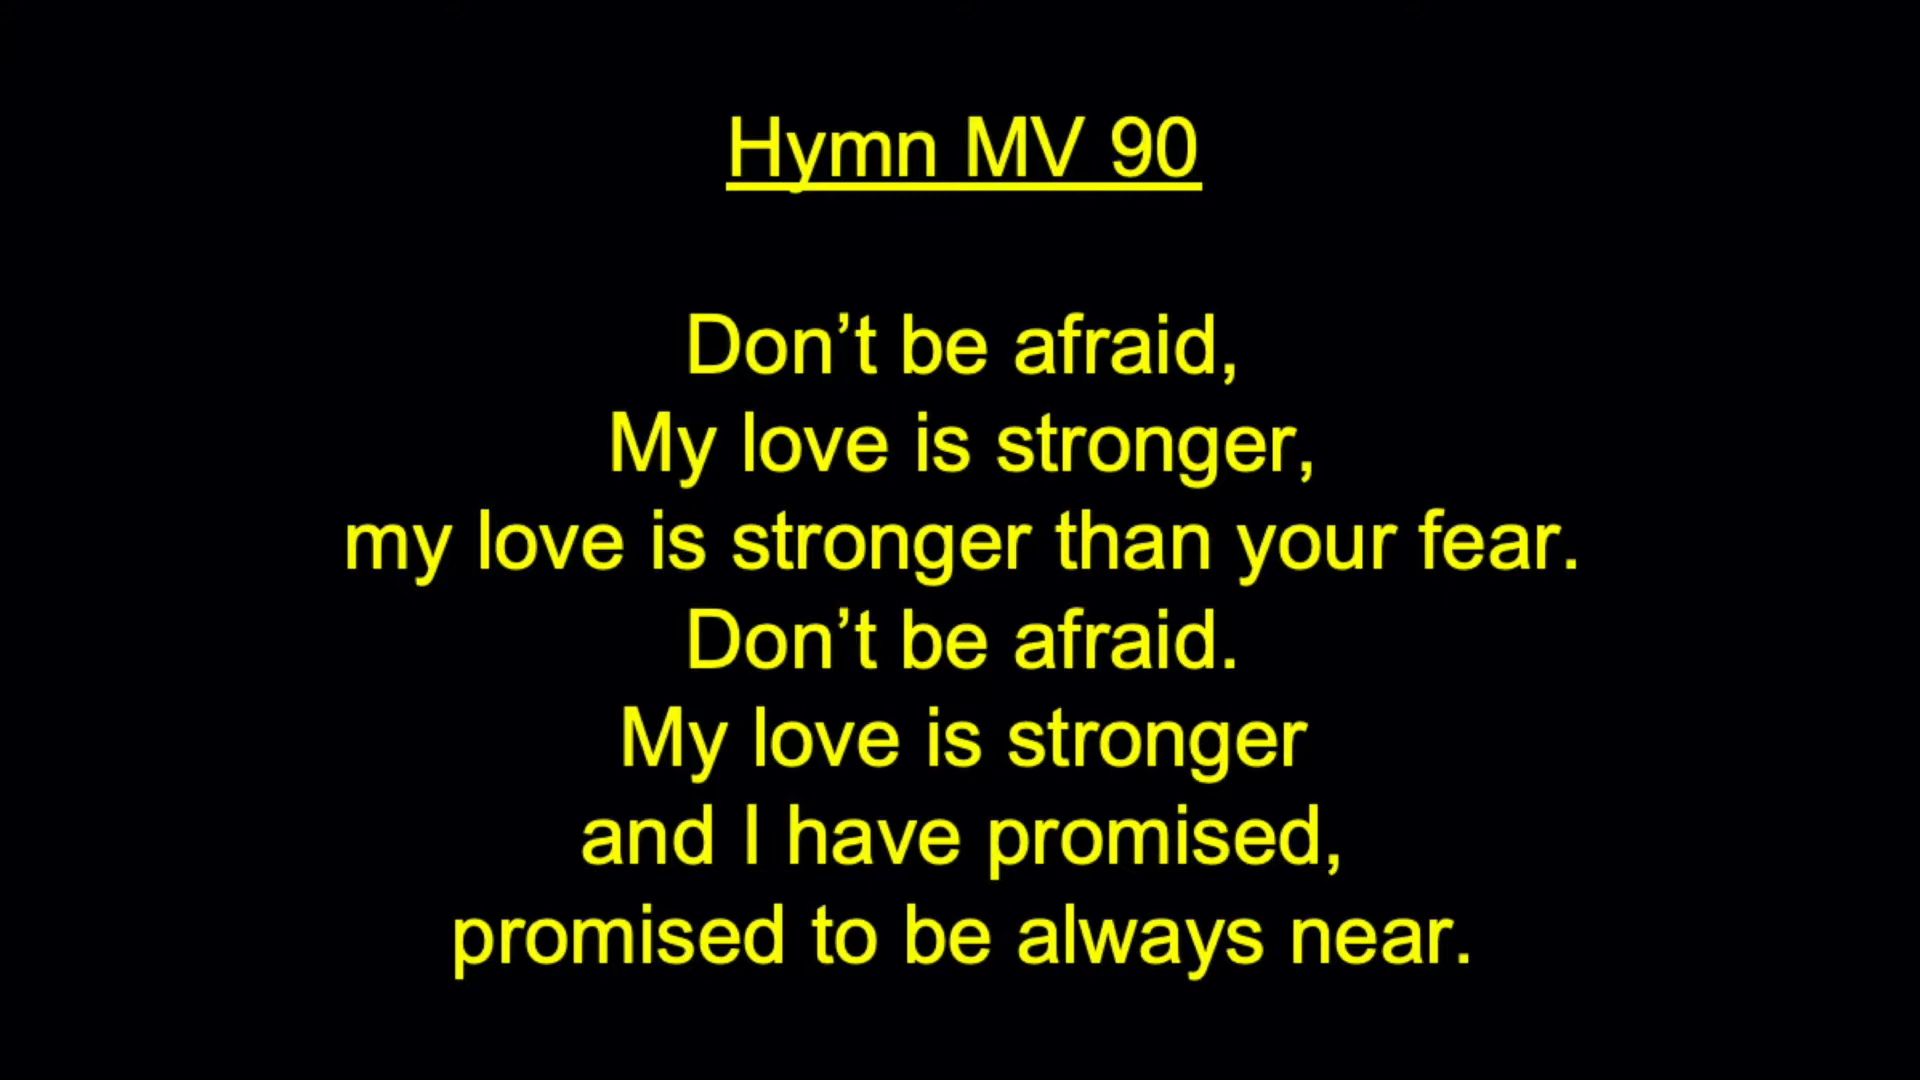 Hymn MV 90
Don’t be afraid,
My love is stronger,
my love is stronger than your fear.
Don’t be afraid.
My love is stronger
and I have promised,
promised to be always near.